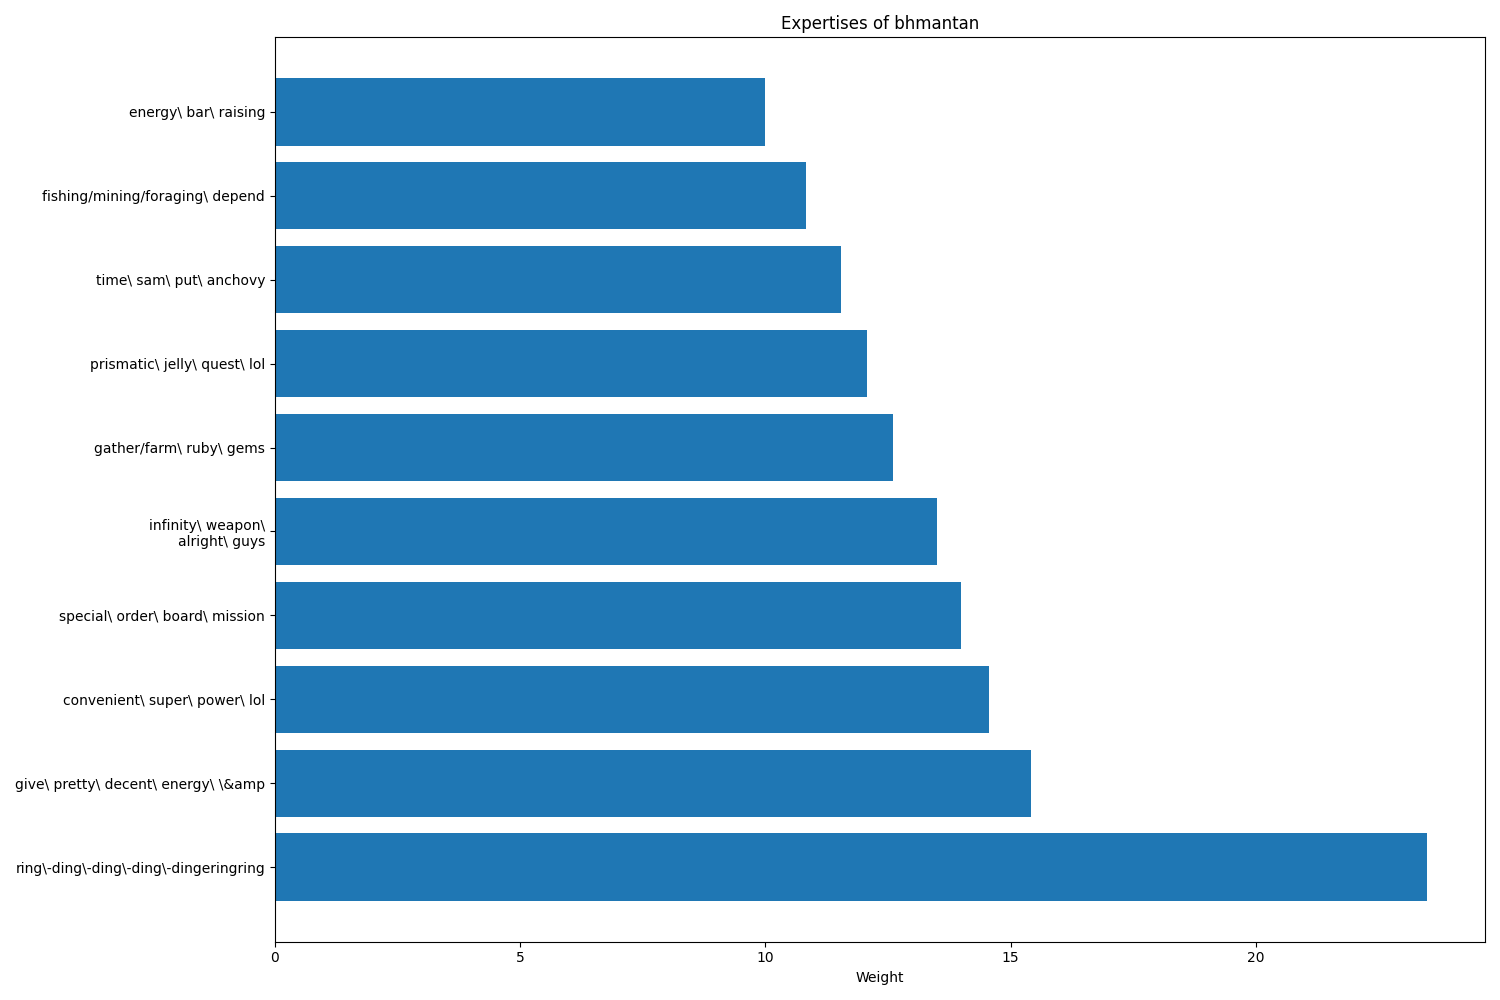 Expertises of bhmantan
energy\ bar\ raising
fishing/mining/foraging\ depend
time\ sam\ put\ anchovy
prismatic\ jelly\ quest\ lol
gather/farm\ ruby\ gems
infinity\ weapon\
alright\ guys
special\ order\ board\ mission
convenient\ super\ power\ lol
give\ pretty\ decent\ energy\ \&amp
ring\-ding\-ding\-ding\-dingeringring
0 5 10 15 20
Weight